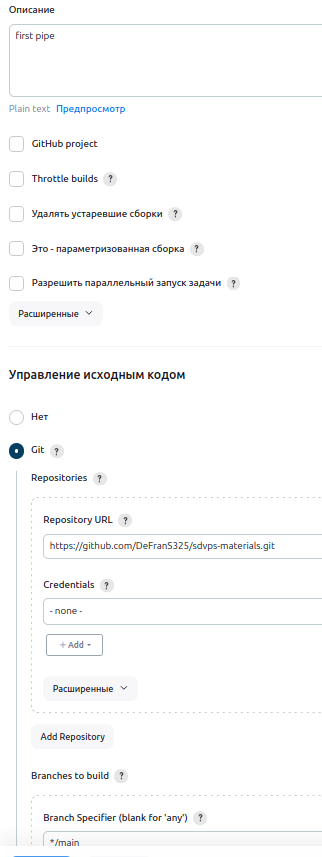 Описание
first pipe
Plain text Предпросмотр
GitHub project
Throttle builds ?
Удалять устаревшие сборки ?
Это - параметризованная сборка ?
Разрешить параллельный запуск задачи ?
Расширенные
Управление исходным кодом
Нет
Git ?
Repositories ?
Repository URL ?
https://github.com/DeFranS325/sdvps-materials.git
Credentials ?
- none -
+ Add
Расширенные
Add Repository
Branches to build ?
Branch Specifier (blank for 'any') ?
*/main